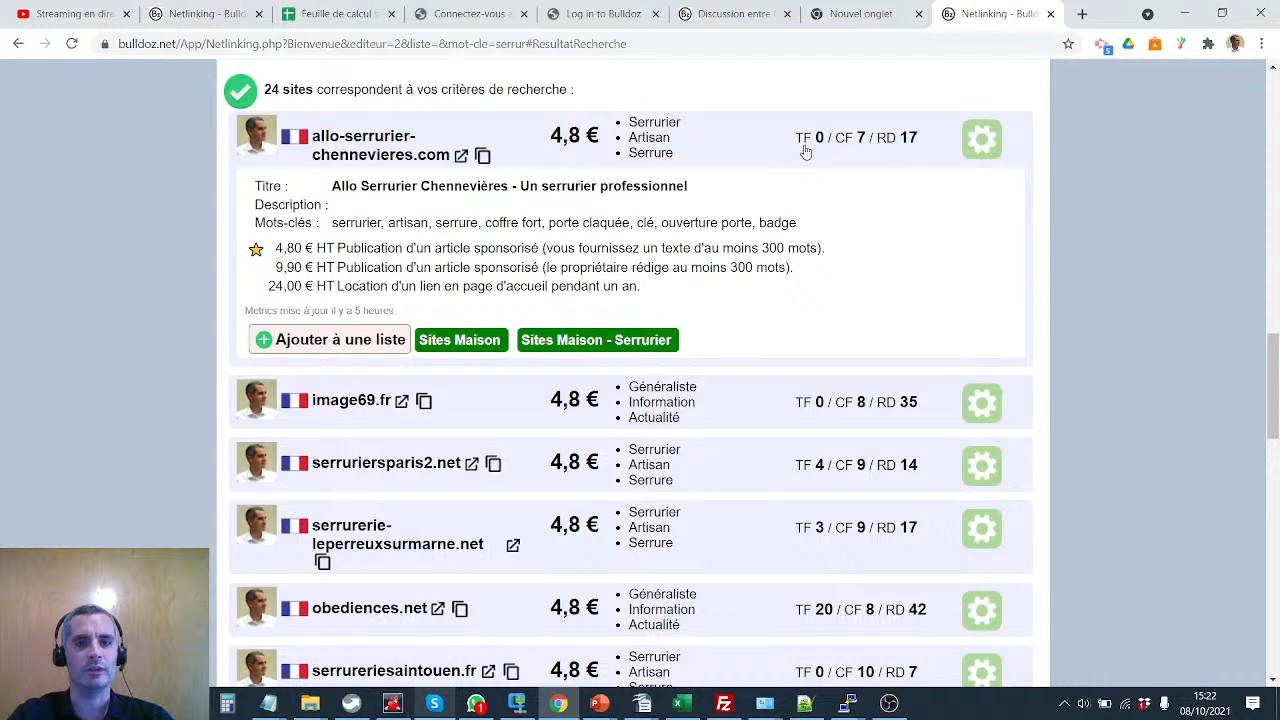 Streaming en dire
Netlinking - Bulldo
Feuille de calcul
Connectez-vous s
Log in to Bulldoz
Discussion entre
Nouvel onglet
Netlinking - Bulldo
bulldoz.net/App/Netlinking.php?Bienvenue&editeur=2&liste=&mot-cle=serrur#ResultatRecherche
5
24 sites correspondent à vos critères de recherche :
allo-serrurier-
chennevieres.com
4,8 €
• Serrurier
• Artisan
• Serrure
TF 0 / CF 7 / RD 17
Titre : Allo Serrurier Chennevières - Un serrurier professionnel
Description :
Mots-clés : serrurier, artisan, serrure, coffre fort, porte claquée, clé, ouverture porte, badge
4,80 € HT Publication d'un article sponsorisé (vous fournissez un texte d'au moins 300 mots).
9,90 € HT Publication d'un article sponsorisé (le propriétaire rédige au moins 300 mots).
24,00 € HT Location d'un lien en page d'accueil pendant un an.
Metrics mise à jour il y a 5 heures.
Ajouter à une liste
Sites Maison
Sites Maison - Serrurier
image69.fr
4,8 €
• Généraliste
• Information
• Actualité
TF 0 / CF 8 / RD 35
serruriersparis2.net
4,8 €
• Serrurier
• Artisan
• Serrure
TF 4 / CF 9 / RD 14
serrurerie-
leperreuxsurmarne.net
4,8 €
• Serrurier
• Artisan
• Serrure
TF 3 / CF 9 / RD 17
obediences.net
4,8 €
• Généraliste
• Information
• Actualité
TF 20 / CF 8 / RD 42
serrureriesaintouen.fr
4,8 €
• Serrurier
• Artisan
TF 0 / CF 10 / RD 7
15:22
08/10/2021